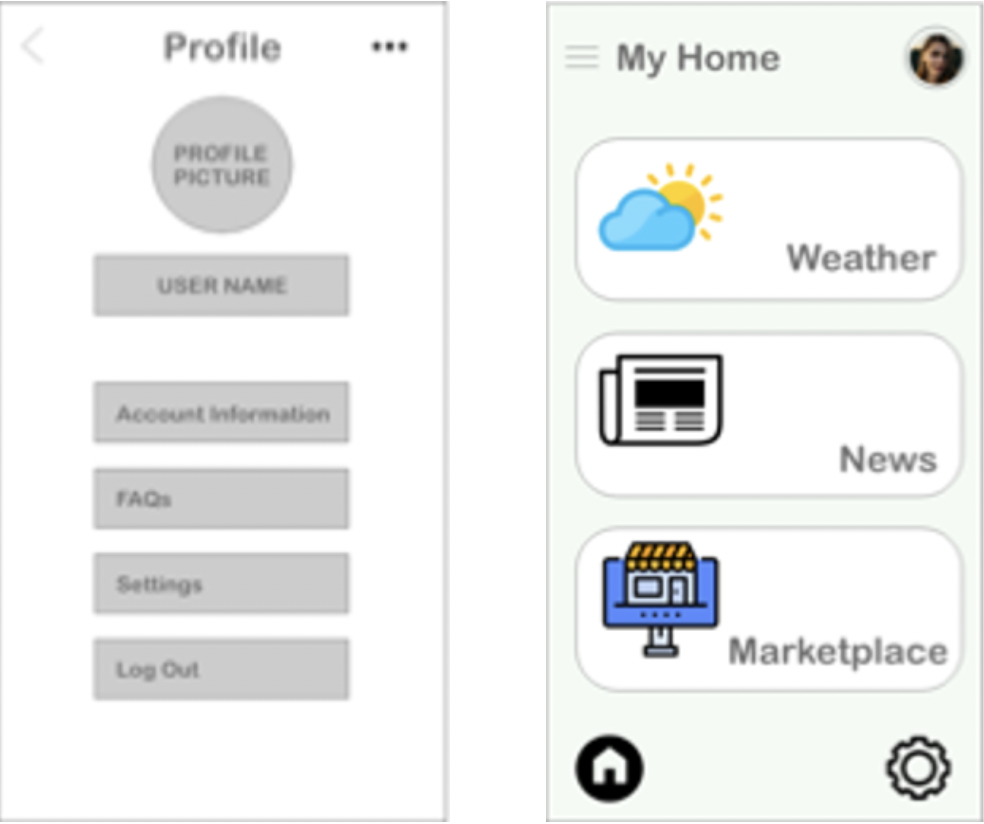 Profile
PROFILE
PICTURE
USER NAME
Account Information
FAQs
Settings
Log Out
My Home
Weather
News
Marketplace